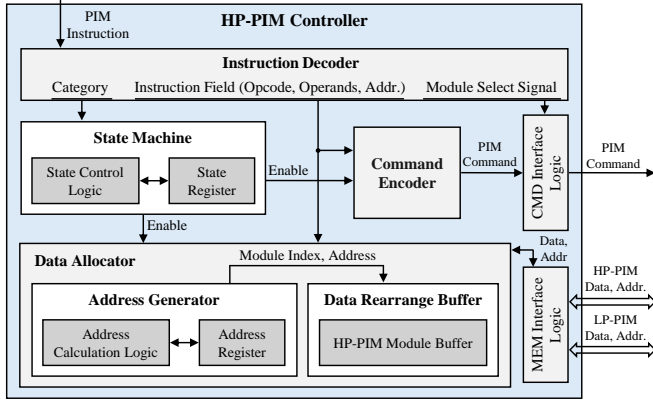 HP-PIM Controller
PIM
Instruction
Instruction Decoder
Category
Instruction Field (Opcode, Operands, Addr.)
Module Select Signal
State Machine
State Control
Logic
State
Register
Enable
Command
Encoder
PIM
Command
CMD Interface
Logic
PIM
Command
Enable
Data Allocator
Module Index, Address
Data,
Addr
Address Generator
Address
Calculation Logic
Address
Register
Data Rearrange Buffer
HP-PIM Module Buffer
MEM Interface
Logic
HP-PIM
Data, Addr.
LP-PIM
Data, Addr.